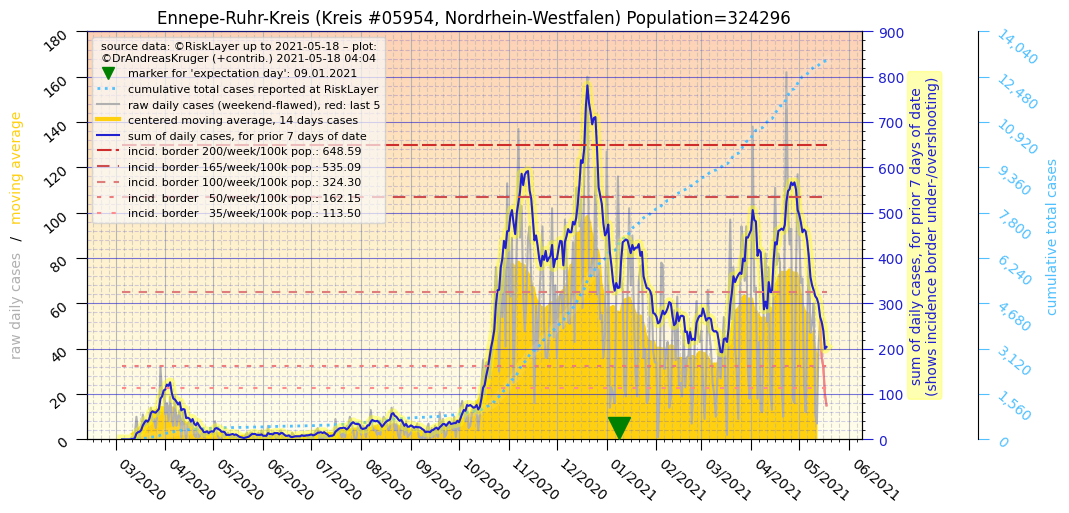 Ennepe-Ruhr-Kreis (Kreis #05954, Nordrhein-Westfalen) Population=324296
source data: ©RiskLayer up to 2021-05-18 – plot:
©DrAndreasKruger (+contrib.) 2021-05-18 04:04
marker for 'expectation day': 09.01.2021
cumulative total cases reported at RiskLayer
raw daily cases (weekend-flawed), red: last 5
centered moving average, 14 days cases
sum of daily cases, for prior 7 days of date
incid. border 200/week/100k pop.: 648.59
incid. border 165/week/100k pop.: 535.09
incid. border 100/week/100k pop.: 324.30
incid. border   50/week/100k pop.: 162.15
incid. border   35/week/100k pop.: 113.50
raw daily cases / moving average
180
160
140
120
100
80
60
40
20
0
03/2020
04/2020
05/2020
06/2020
07/2020
08/2020
09/2020
10/2020
11/2020
12/2020
01/2021
02/2021
03/2021
04/2021
05/2021
06/2021
900
800
700
600
500
400
300
200
100
0
sum of daily cases, for prior 7 days of date
(shows incidence border under-/overshooting)
14,040
12,480
10,920
9,360
7,800
6,240
4,680
3,120
1,560
0
cumulative total cases